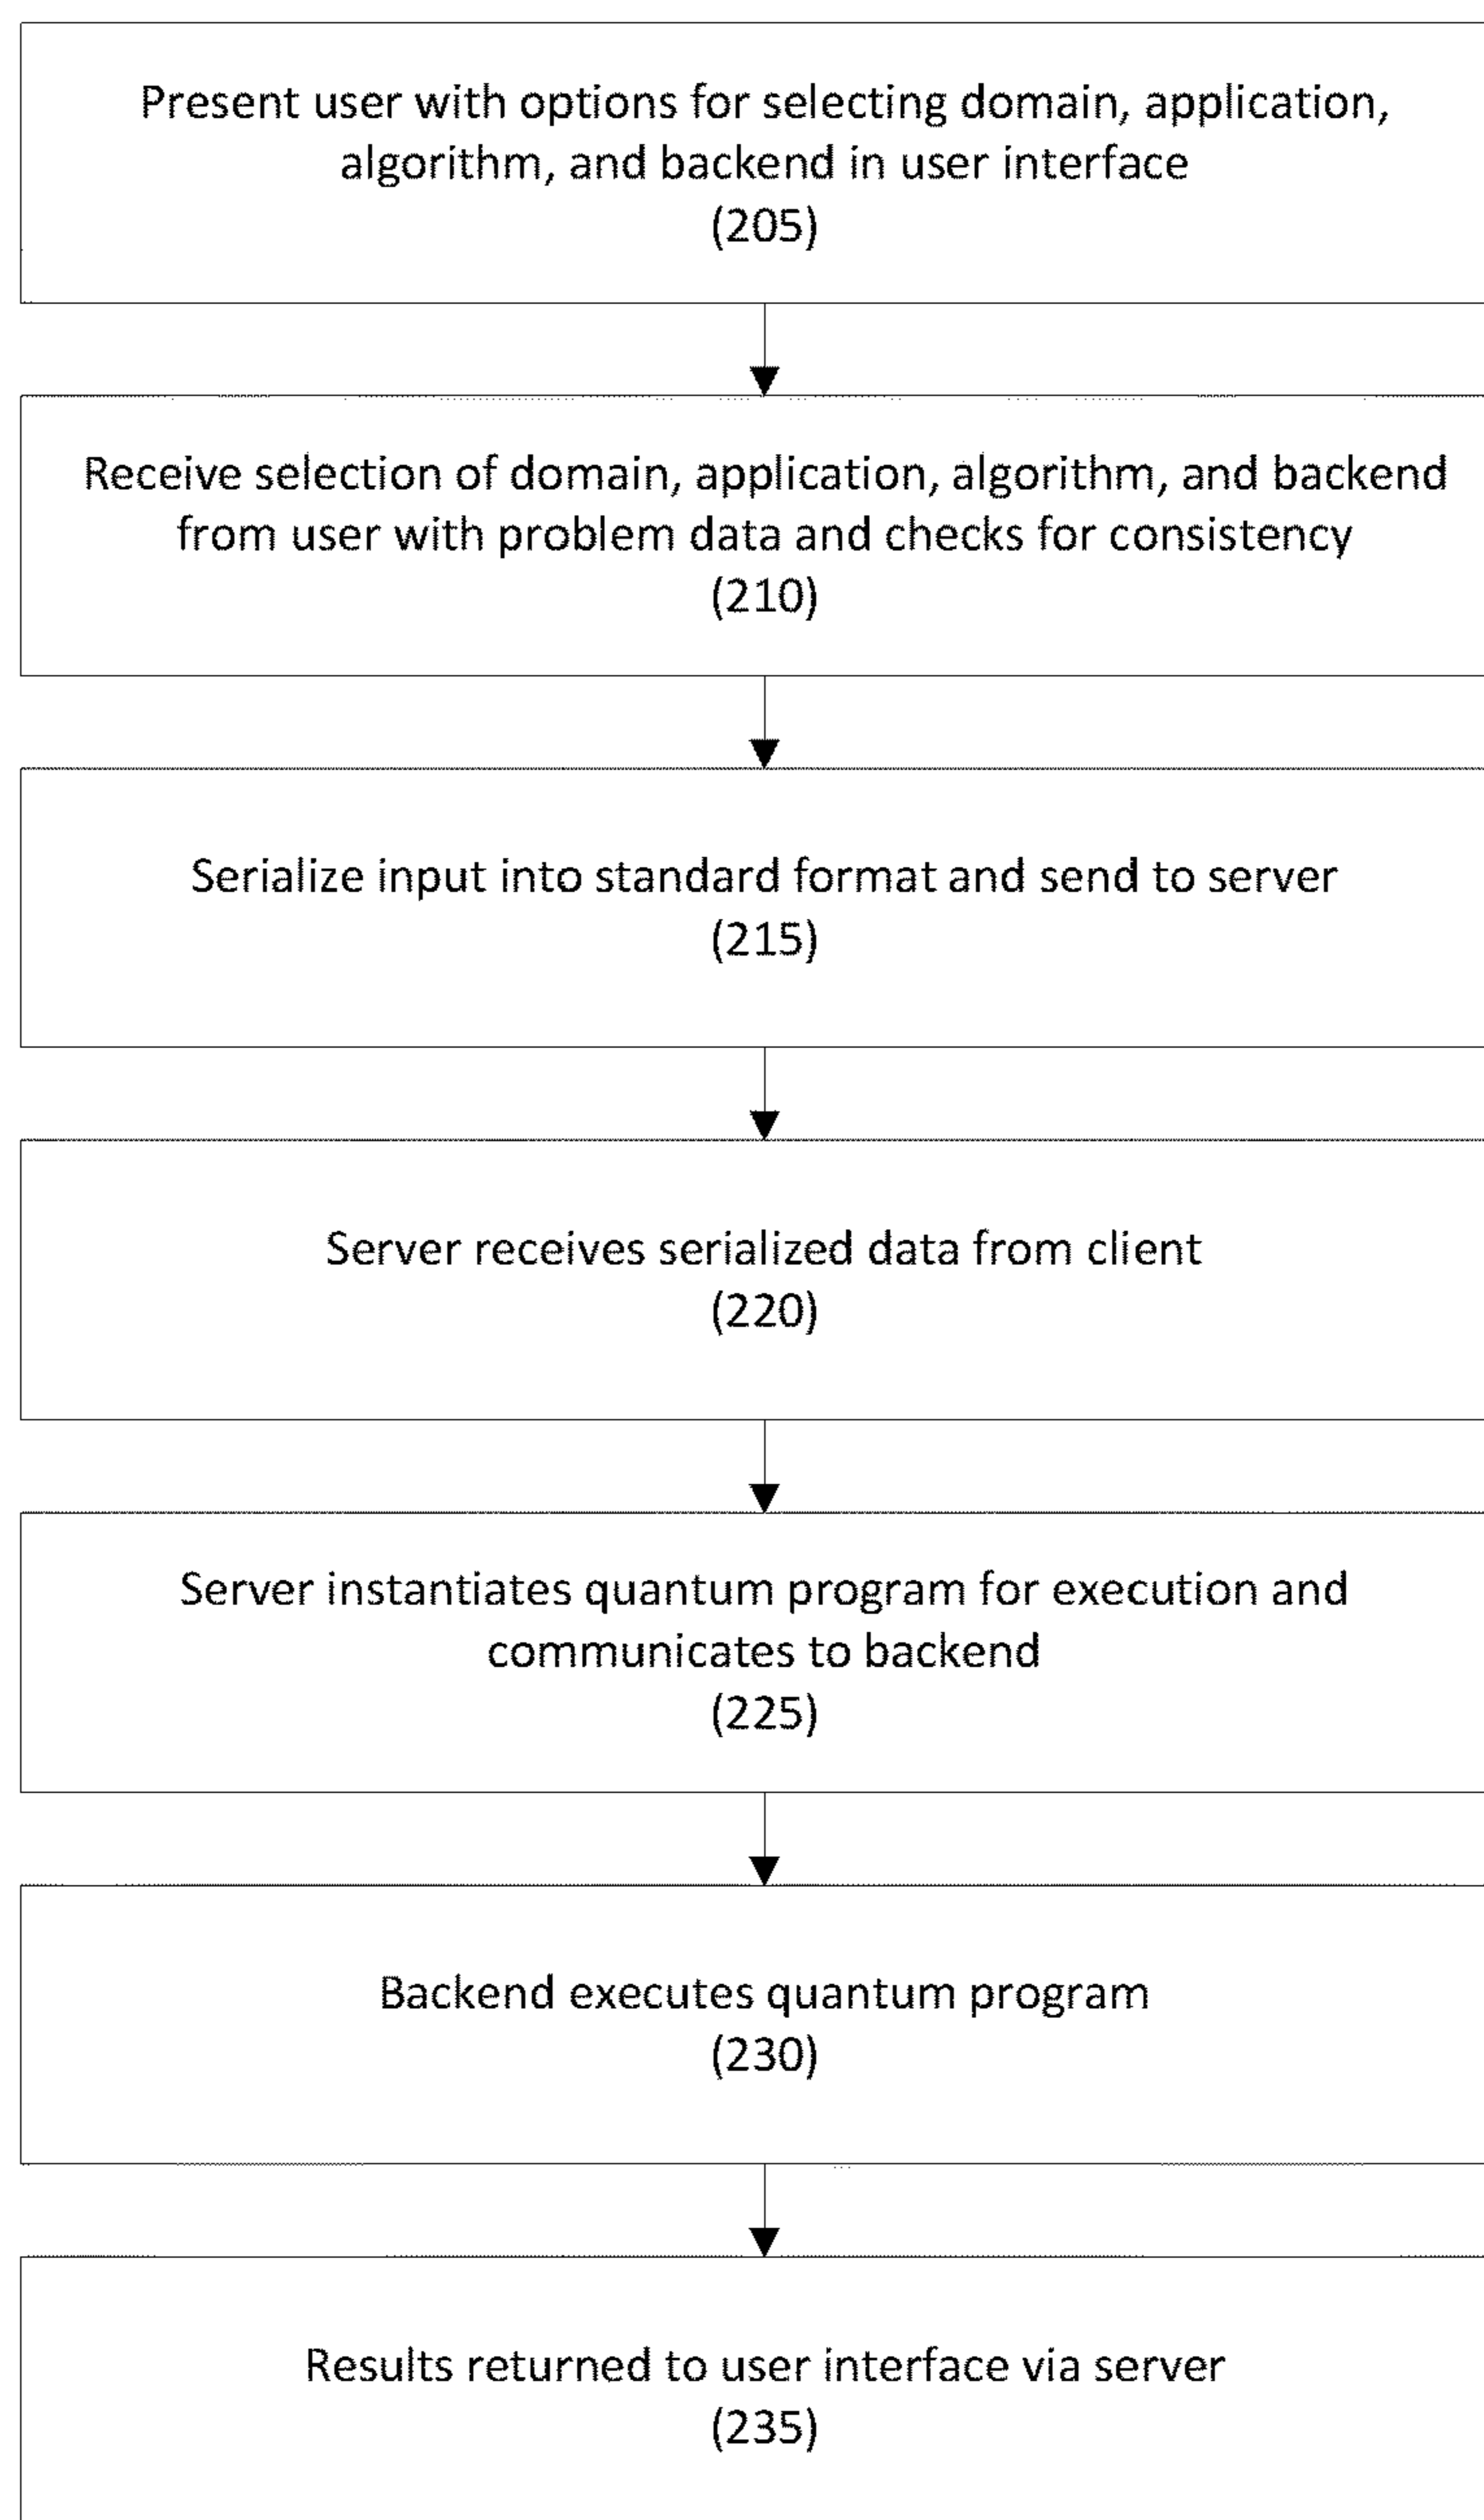 Present user with options for selecting domain, application,
algorithm, and backend in user interface
(205)
Receive selection of domain, application, algorithm, and backend
from user with problem data and checks for consistency
(210)
Serialize input into standard format and send to server
(215)
Server receives serialized data from client
(220)
Server instantiates quantum program for execution and
communicates to backend
(225)
Backend executes quantum program
(230)
Results returned to user interface via server
(235)